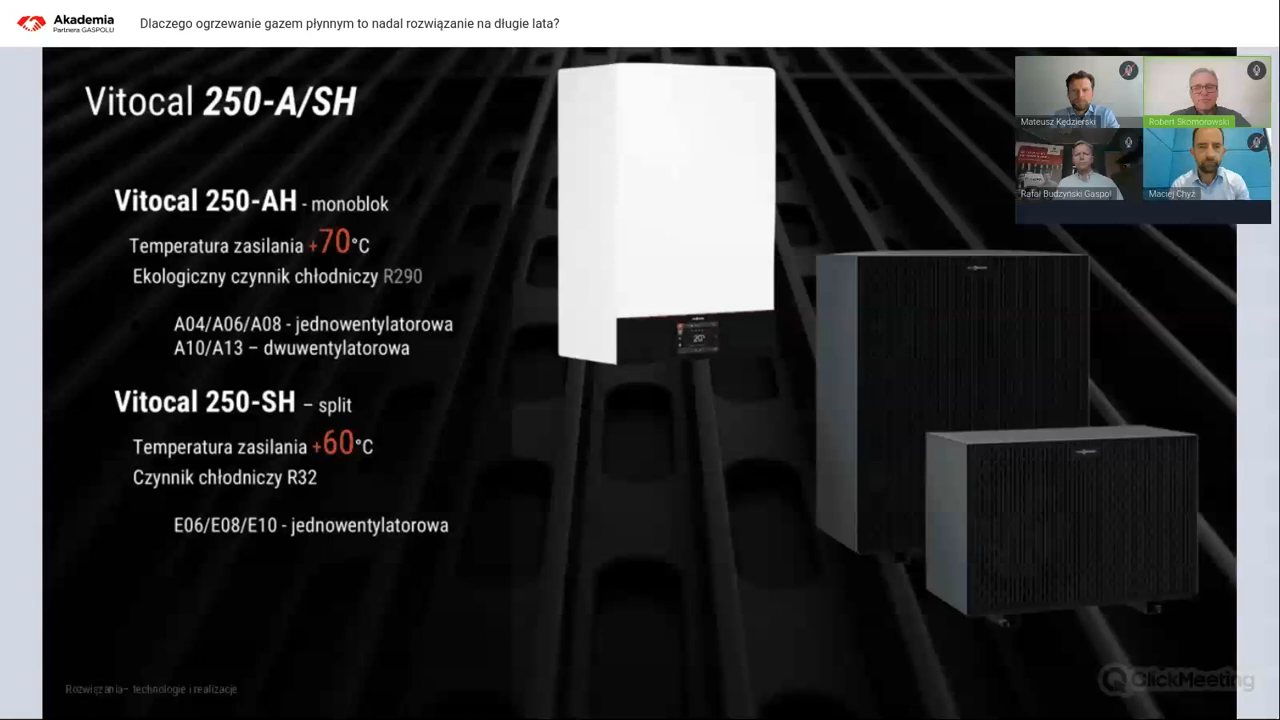 Akademia
Partnera GASPOLU
Dlaczego ogrzewanie gazem płynnym to nadal rozwiązanie na długie lata?
Vitocal 250-A/SH
Vitocal 250-AH - monoblok
Temperatura zasilania +70°C
Ekologiczny czynnik chłodniczy R290
A04/A06/A08 - jednowentylatorowa
A10/A13 – dwuwentylatorowa
Vitocal 250-SH – split
Temperatura zasilania +60°C
Czynnik chłodniczy R32
E06/E08/E10 - jednowentylatorowa
Rozwiązania– technologie i realizacje
Mateusz Kędzierski
Robert Skomorowski
Rafał Budzyński Gaspol
Maciej Chyż
ClickMeeting